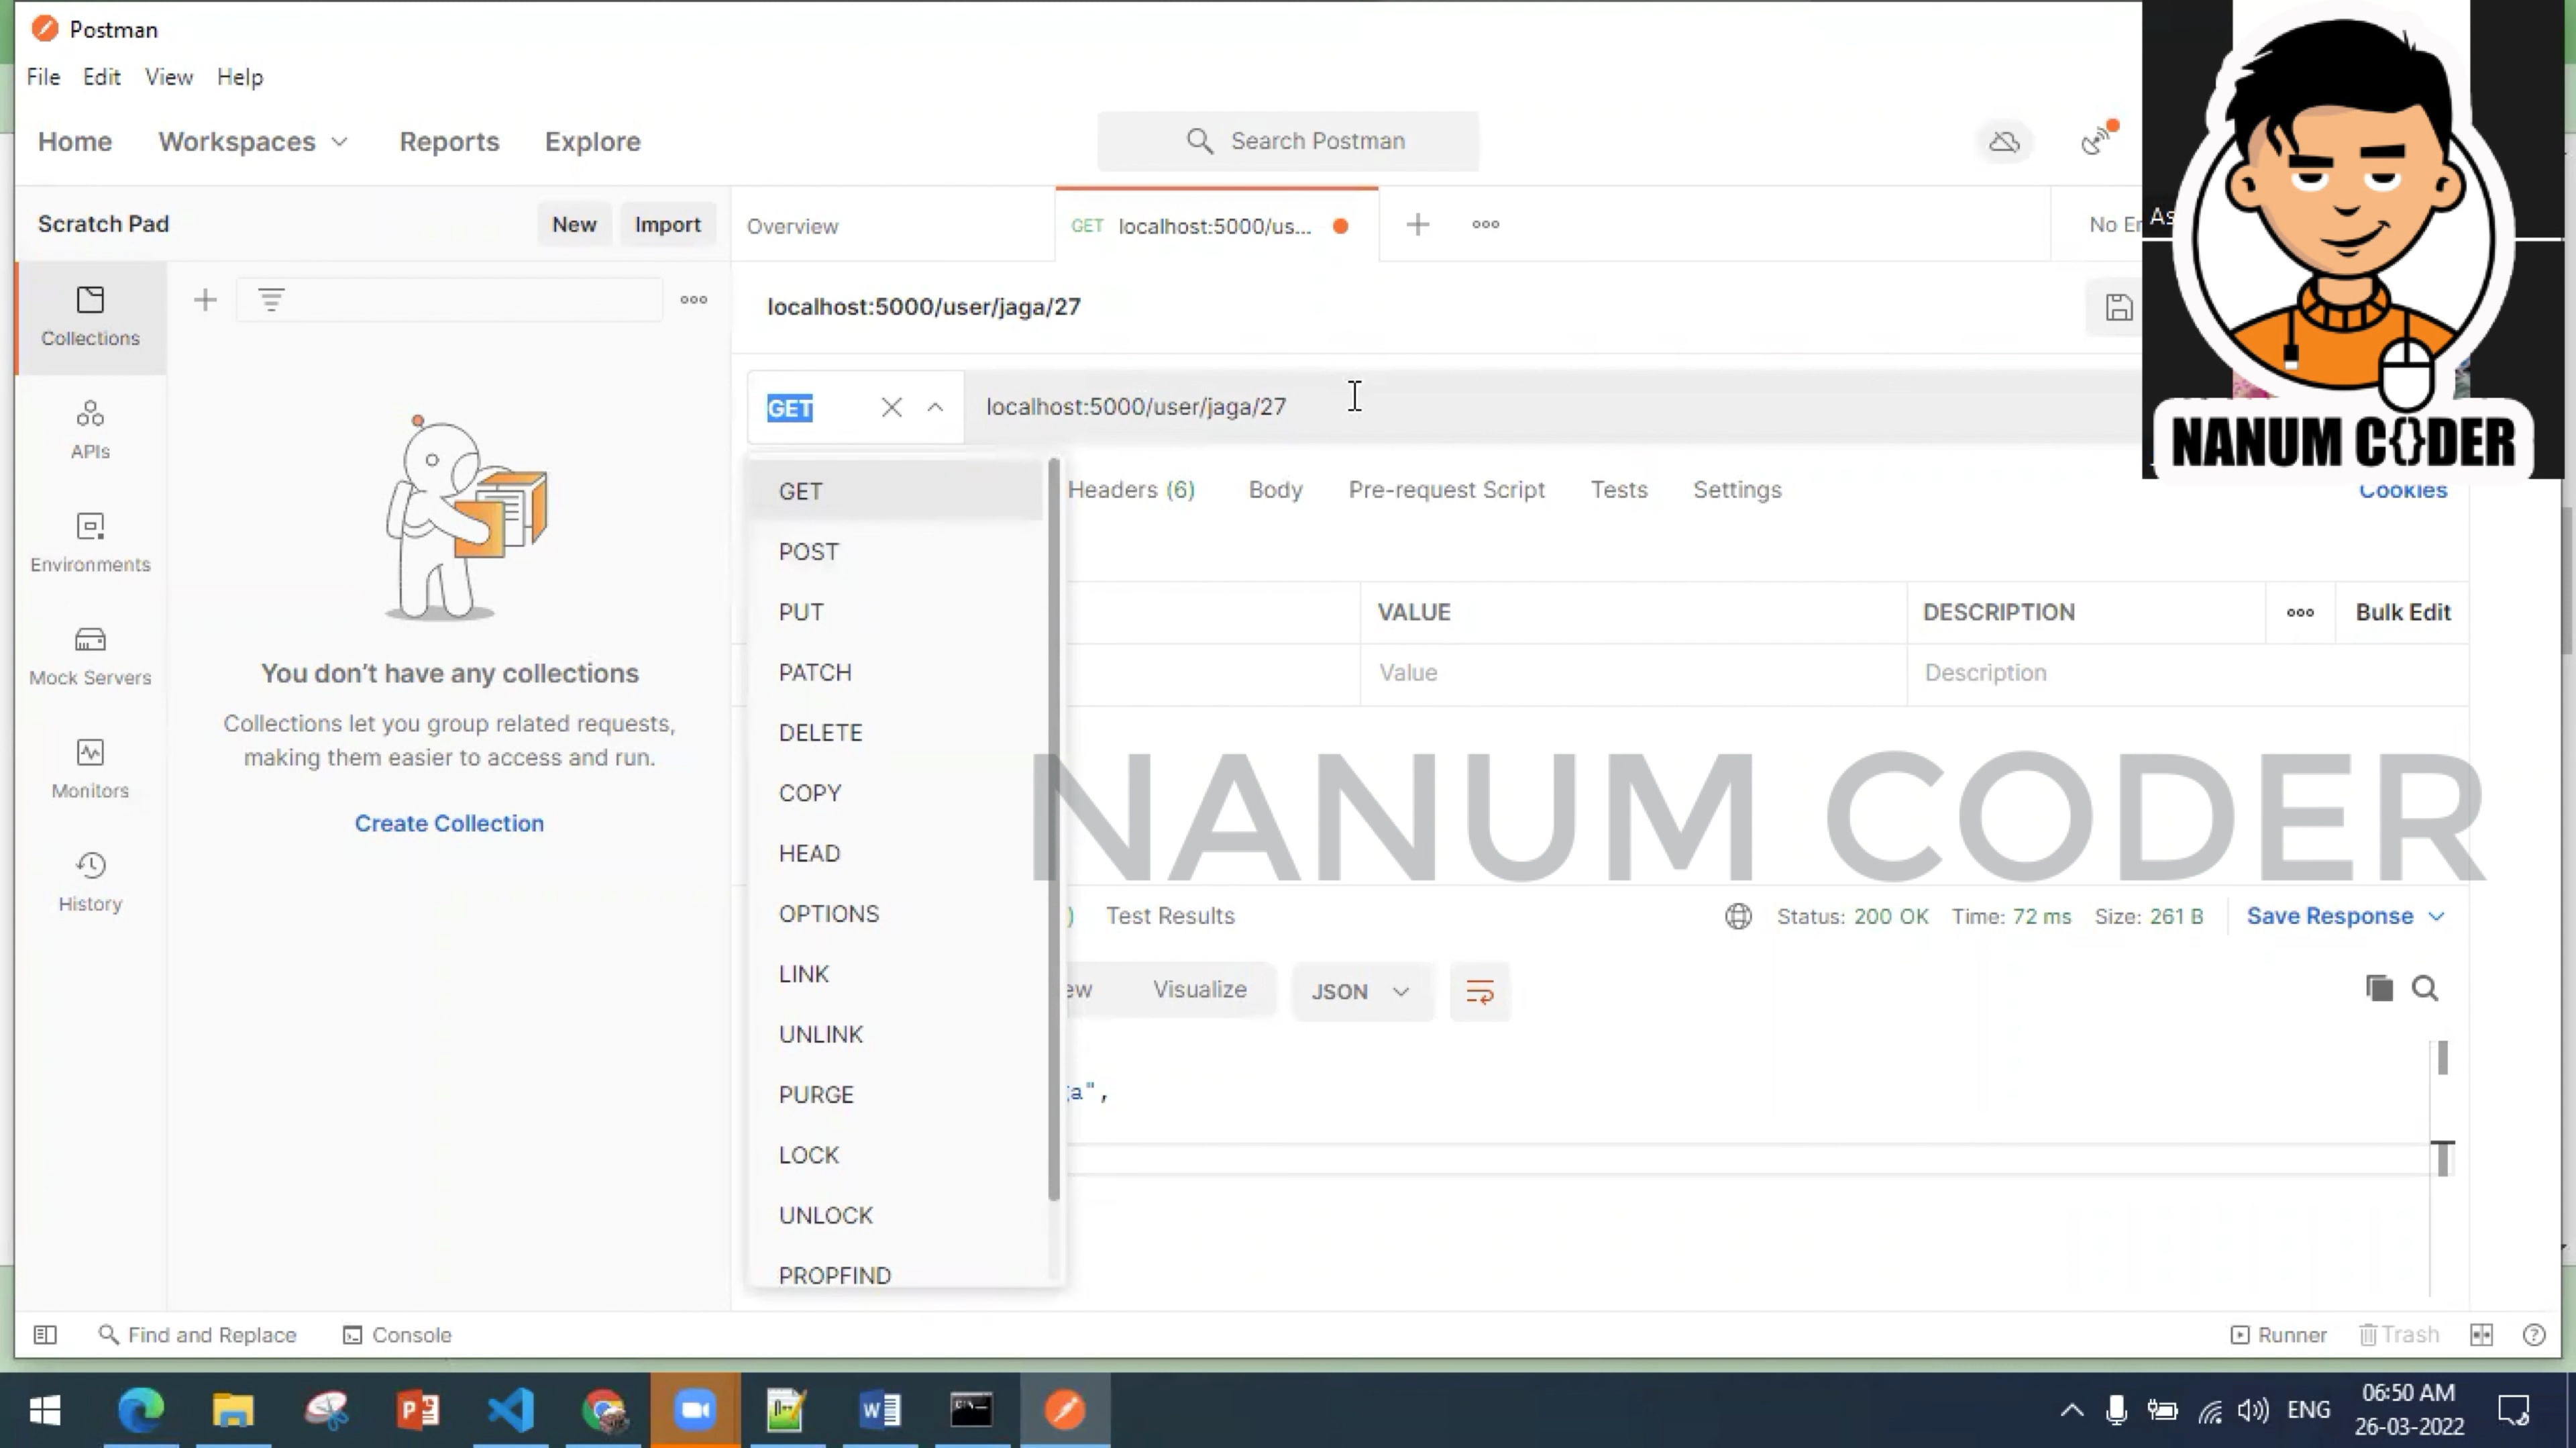 Postman
File Edit View Help
Home Workspaces Reports Explore
Search Postman
Scratch Pad New Import
Overview GET localhost:5000/us...
localhost:5000/user/jaga/27
GET localhost:5000/user/jaga/27
NANUM C{}DER
Collections
APIs
Environments
Mock Servers
Monitors
History
You don't have any collections
Collections let you group related requests,
making them easier to access and run.
Create Collection
GET
POST
PUT
PATCH
DELETE
COPY
HEAD
OPTIONS
LINK
UNLINK
PURGE
LOCK
UNLOCK
PROPFIND
Headers (6) Body Pre-request Script Tests Settings Cookies
VALUE DESCRIPTION Bulk Edit
Value Description
NANUM CODER
Test Results Status: 200 OK Time: 72 ms Size: 261 B Save Response
Visualize JSON
a",
Find and Replace Console Runner Trash
ENG 06:50 AM
26-03-2022